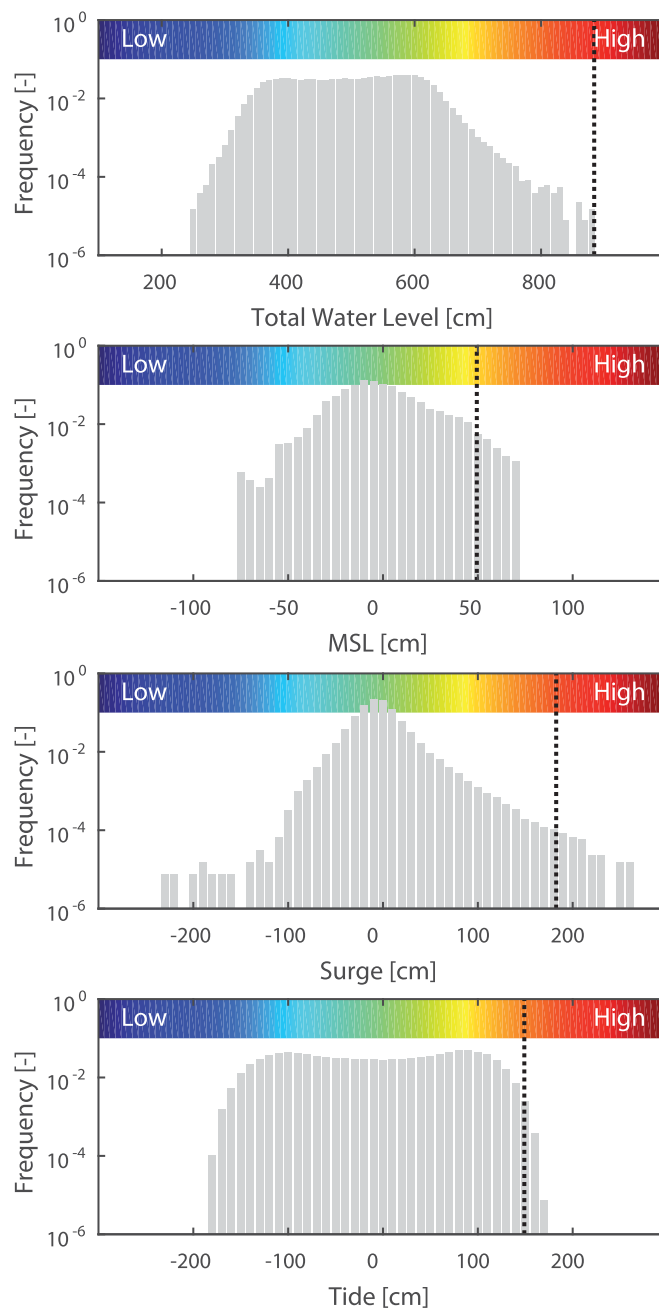 10^0
Low High
10^-2
10^-4
10^-6
Frequency [-]
200 400 600 800
Total Water Level [cm]
10^0
Low High
10^-2
10^-4
10^-6
Frequency [-]
-100 -50 0 50 100
MSL [cm]
10^0
Low High
10^-2
10^-4
10^-6
Frequency [-]
-200 -100 0 100 200
Surge [cm]
10^0
Low High
10^-2
10^-4
10^-6
Frequency [-]
-200 -100 0 100 200
Tide [cm]